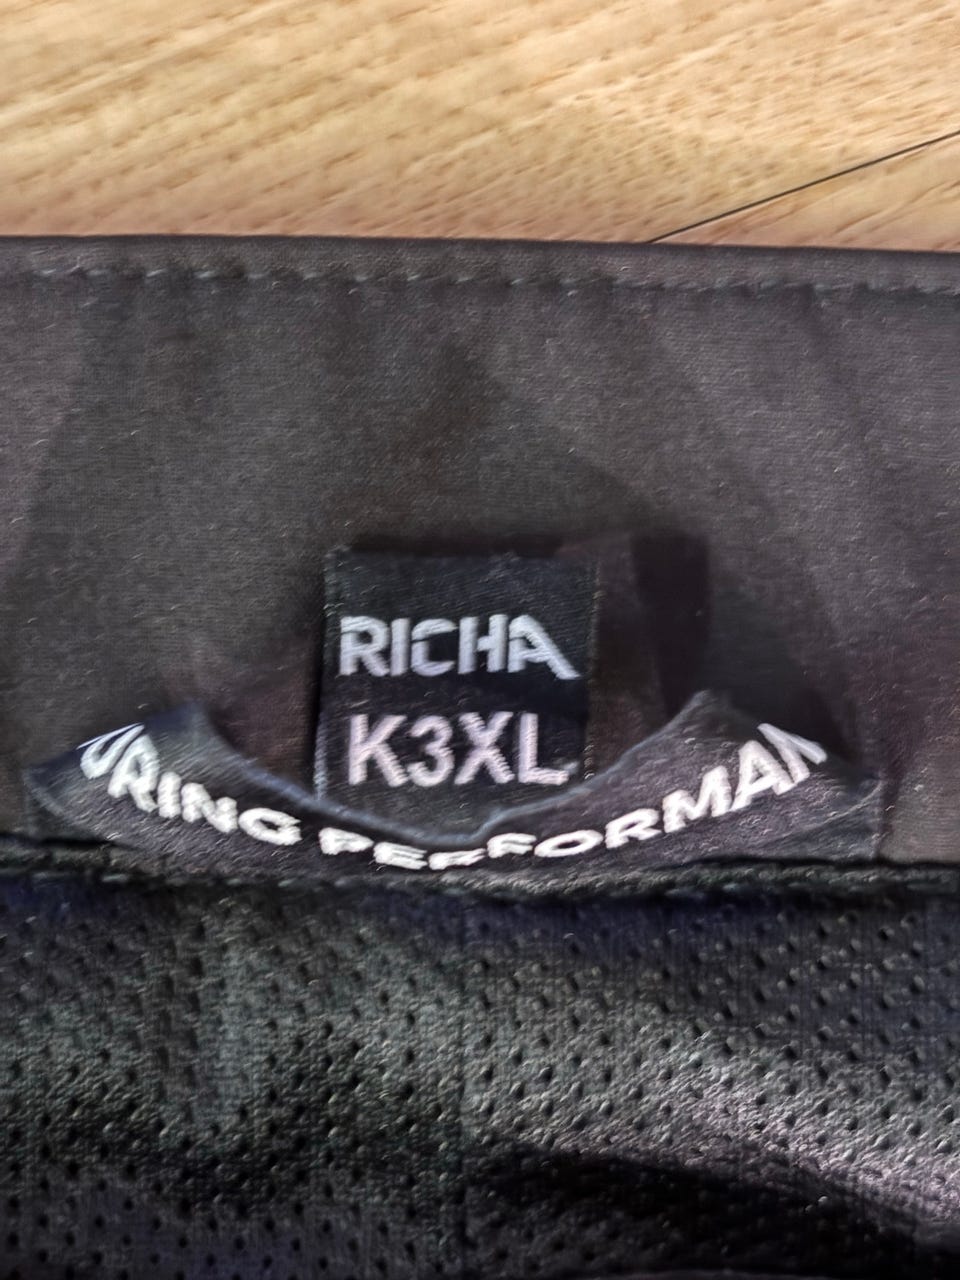 RICHA
K3XL
URING PERFORMAN